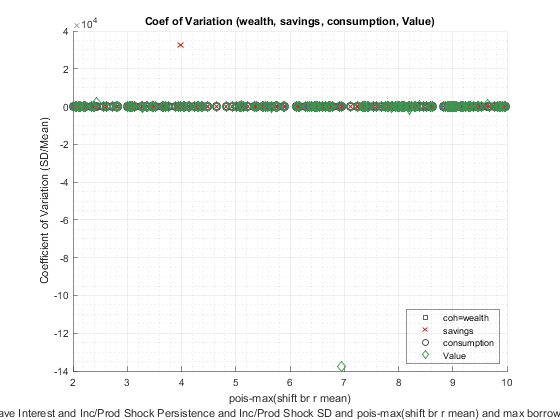 Coef of Variation (wealth, savings, consumption, Value)
×10⁴
4
2
0
-2
-4
-6
-8
-10
-12
-14
Coefficient of Variation (SD/Mean)
coh=wealth
savings
consumption
Value
2 3 4 5 6 7 8 9 10
pois-max(shift br r mean)
ave Interest and Inc/Prod Shock Persistence and Inc/Prod Shock SD and pois-max(shift br r mean) and max borrow